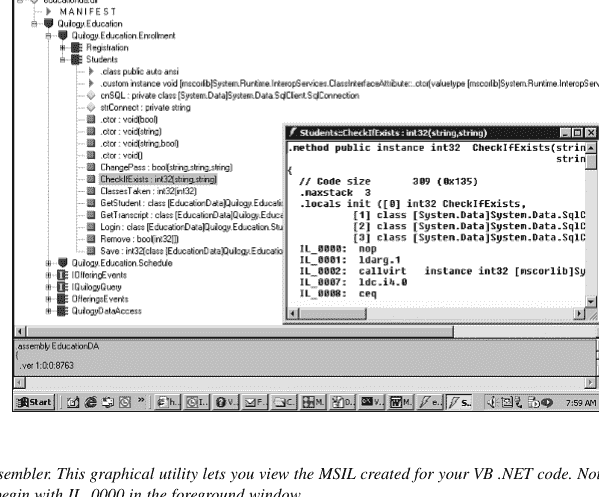 MANIFEST
Quilogy.Education
Quilogy.Education.Enrollment
Registration
Students
.class public auto ansi
.custom instance void [mscorlib]System.Runtime.InteropServices.ClassInterfaceAttribute::.ctor(valuetype [mscorlib]System.Runtime.InteropServ
cnSQL : private class [System.Data]System.Data.SqlClient.SqlConnection
strConnect : private string
.ctor : void(bool)
.ctor : void(string)
.ctor : void(string,bool)
.ctor : void()
ChangePass : bool(string,string,string)
CheckIfExists : int32(string,string)
ClassesTaken : int32(int32)
GetStudent : class [EducationData]Quilogy.Educa
GetTranscript : class [EducationData]Quilogy.Educa
Login : class [EducationData]Quilogy.Education.Stu
Remove : bool(int32[])
Save : int32(class [EducationData]Quilogy.Educatio
Quilogy.Education.Schedule
IOfferingEvents
IQuilogyQuery
OfferingsEvents
QuilogyDataAccess
Students::CheckIfExists : int32(string,string)
.method public instance int32 CheckIfExists(strin
strin
{
// Code size 309 (0x135)
.maxstack 3
.locals init ([0] int32 CheckIfExists,
[1] class [System.Data]System.Data.SqlC
[2] class [System.Data]System.Data.SqlC
[3] class [System.Data]System.Data.SqlC
IL_0000: nop
IL_0001: ldarg.1
IL_0002: callvirt instance int32 [mscorlib]Sy
IL_0007: ldc.i4.0
IL_0008: ceq
.assembly EducationDA
{
.ver 1:0:0:8763
Start 7:59 AM
sembler. This graphical utility lets you view the MSIL created for your VB .NET code. No
begin with IL_0000 in the foreground window.